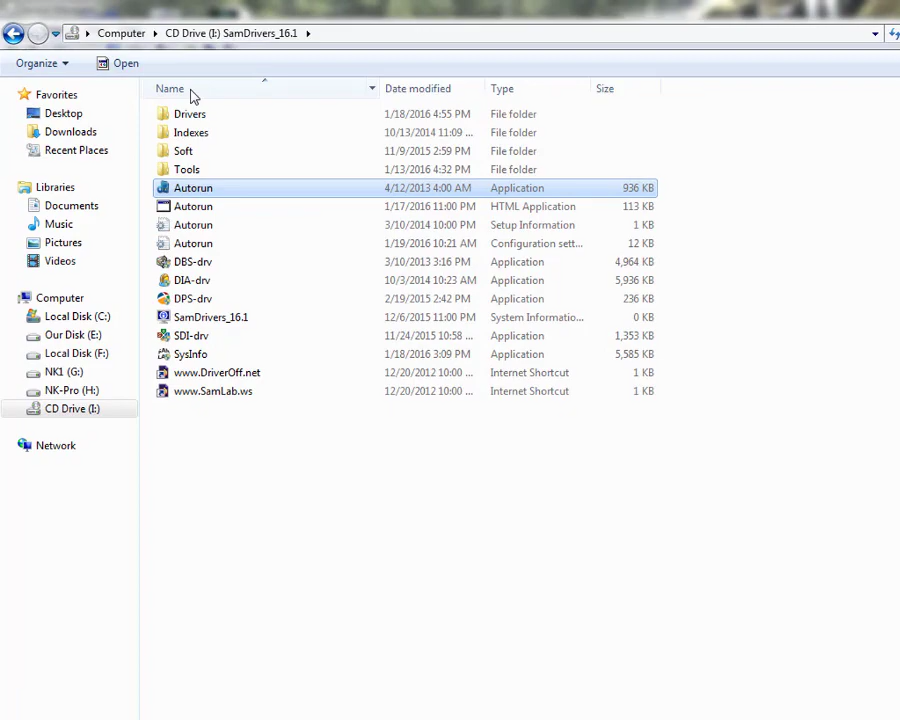 Computer ▸ CD Drive (I:) SamDrivers_16.1 ▸
Organize Open
Name Date modified Type Size
Favorites
Desktop
Downloads
Recent Places
Libraries
Documents
Music
Pictures
Videos
Computer
Local Disk (C:)
Our Disk (E:)
Local Disk (F:)
NK1 (G:)
NK-Pro (H:)
CD Drive (I:)
Network
Drivers 1/18/2016 4:55 PM File folder
Indexes 10/13/2014 11:09 ... File folder
Soft 11/9/2015 2:59 PM File folder
Tools 1/13/2016 4:32 PM File folder
Autorun 4/12/2013 4:00 AM Application 936 KB
Autorun 1/17/2016 11:00 PM HTML Application 113 KB
Autorun 3/10/2014 10:00 PM Setup Information 1 KB
Autorun 1/19/2016 10:21 AM Configuration sett... 12 KB
DBS-drv 3/10/2013 3:16 PM Application 4,964 KB
DIA-drv 10/3/2014 10:23 AM Application 5,936 KB
DPS-drv 2/19/2015 2:42 PM Application 236 KB
SamDrivers_16.1 12/6/2015 11:00 PM System Informatio... 0 KB
SDI-drv 11/24/2015 10:58 ... Application 1,353 KB
SysInfo 1/18/2016 3:09 PM Application 5,585 KB
www.DriverOff.net 12/20/2012 10:00 ... Internet Shortcut 1 KB
www.SamLab.ws 12/20/2012 10:00 ... Internet Shortcut 1 KB